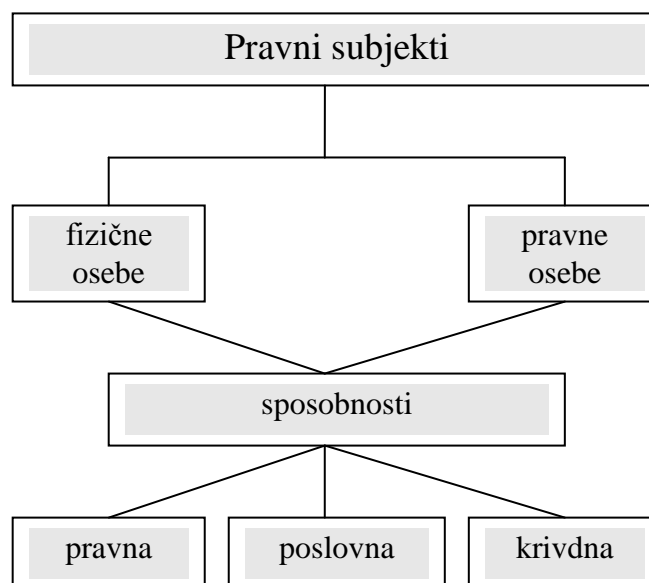 Pravni subjekti
fizične
osebe
pravne
osebe
sposobnosti
pravna
poslovna
krivdna